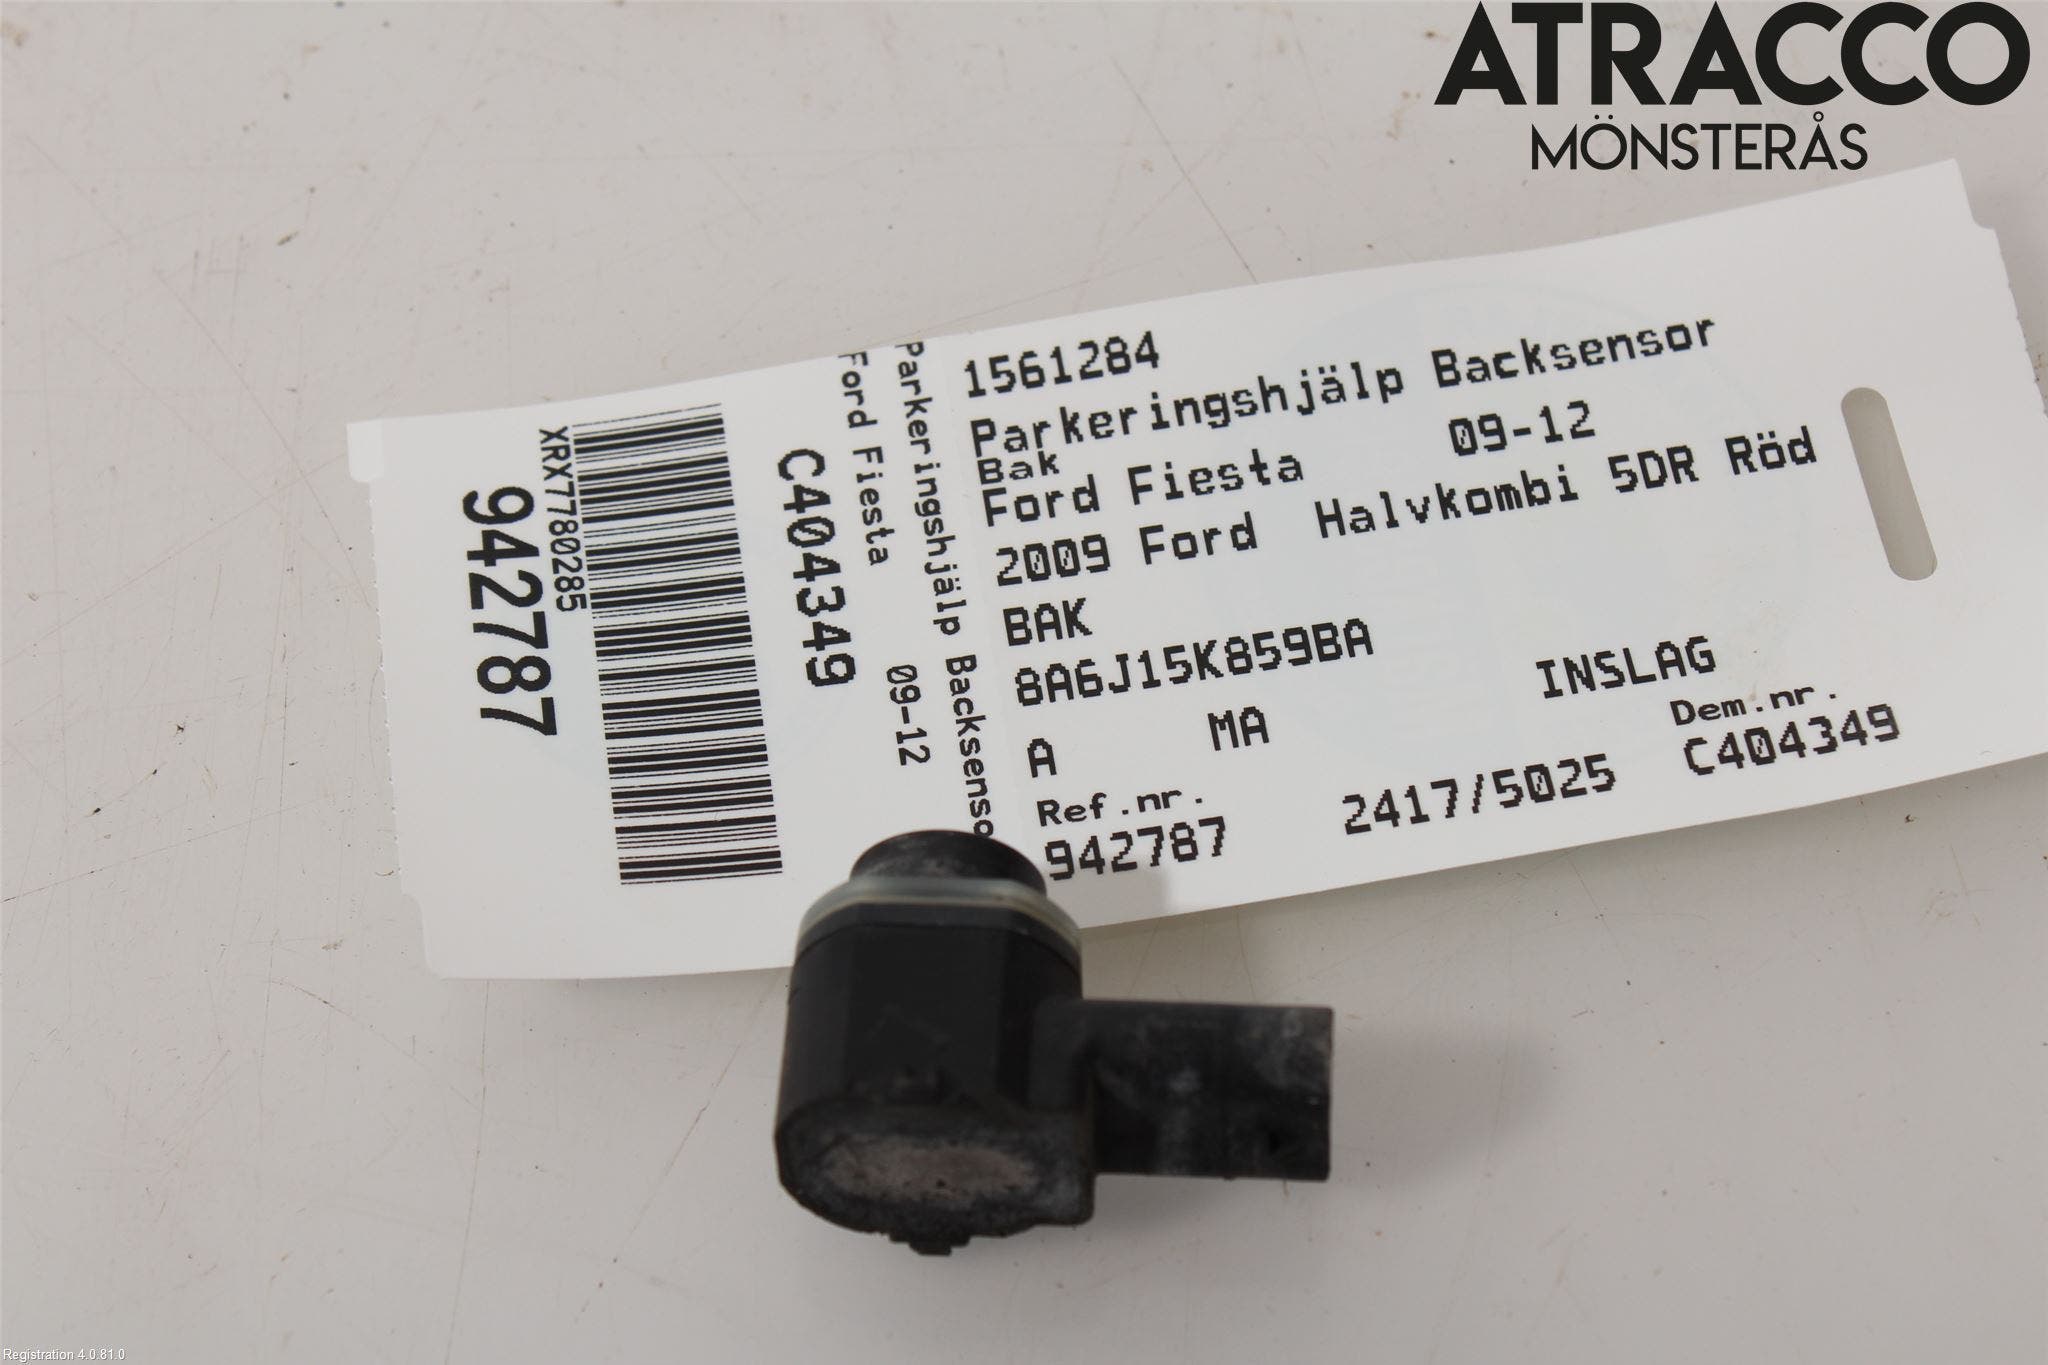 ATRACCO
MÖNSTERÅS
1561284
Parkeringshjälp Backsensor
Bak
Ford Fiesta 09-12
2009 Ford Halvkombi 5DR Röd
BAK
8A6J15K859BA
INSLAG
A MA
Dem.nr.
Ref.nr.
942787 2417/5025 C404349
Parkeringshjälp Backsenso
Ford Fiesta 09-12
C404349
XRX7780285
942787
Registration 4.0.81.0